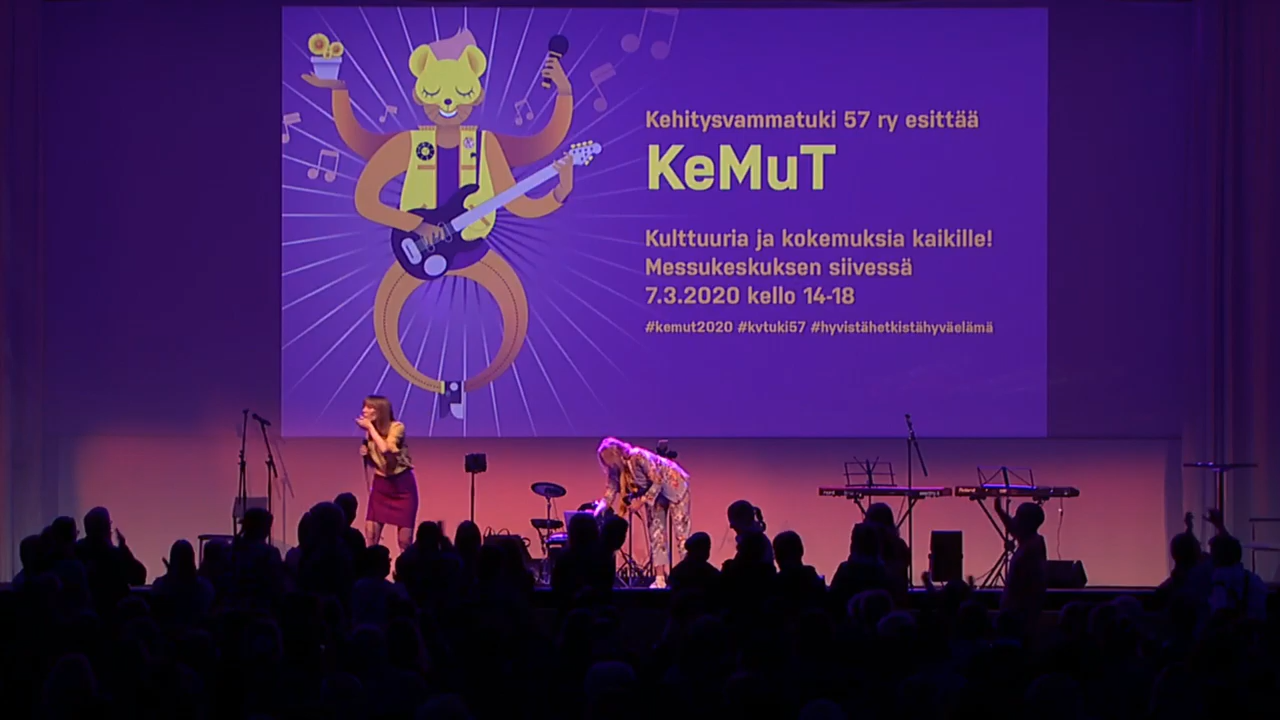 Kehitysvammatuki 57 ry esittää
KeMuT
Kulttuuria ja kokemuksia kaikille!
Messukeskuksen siivessä
7.3.2020 kello 14-18
#kemut2020 #kvtuki57 #hyvistähetkistähyväelämä